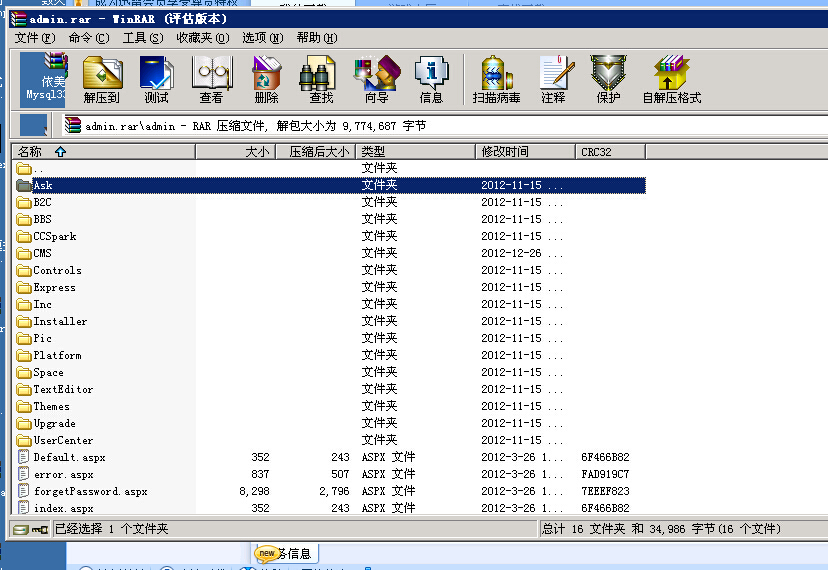 admin.rar - WinRAR (评估版本)
文件(F) 命令(C) 工具(S) 收藏夹(O) 选项(N) 帮助(H)
依美
Mysql33
解压到 测试 查看 删除 查找 向导 信息 扫描病毒 注释 保护 自解压格式
admin.rar\admin - RAR 压缩文件, 解包大小为 9,774,687 字节
名称 大小 压缩后大小 类型 修改时间 CRC32
.. 文件夹
Ask 文件夹 2012-11-15 ...
B2C 文件夹 2012-11-15 ...
BBS 文件夹 2012-11-15 ...
CCSpark 文件夹 2012-11-15 ...
CMS 文件夹 2012-12-26 ...
Controls 文件夹 2012-11-15 ...
Express 文件夹 2012-11-15 ...
Inc 文件夹 2012-11-15 ...
Installer 文件夹 2012-11-15 ...
Pic 文件夹 2012-11-15 ...
Platform 文件夹 2012-11-15 ...
Space 文件夹 2012-11-15 ...
TextEditor 文件夹 2012-11-15 ...
Themes 文件夹 2012-11-15 ...
Upgrade 文件夹 2012-11-15 ...
UserCenter 文件夹 2012-11-15 ...
Default.aspx 352 243 ASPX 文件 2012-3-26 1... 6F466B82
error.aspx 837 507 ASPX 文件 2012-3-26 1... FAD919C7
forgetPassword.aspx 8,298 2,796 ASPX 文件 2012-3-26 1... 7EEEF823
index.aspx 352 243 ASPX 文件 2012-3-26 1... 6F466B82
已经选择 1 个文件夹 总计 16 文件夹 和 34,986 字节(16 个文件)
new 信息